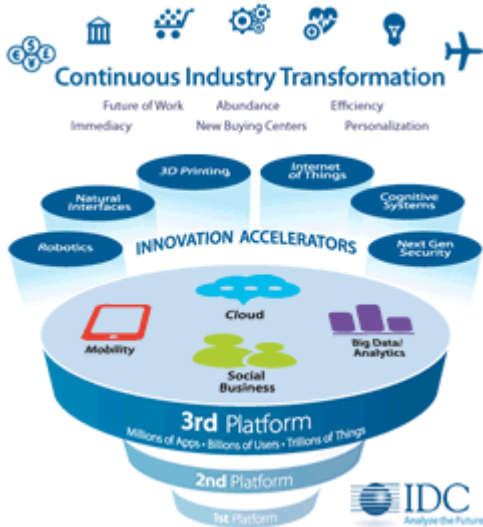 Continuous Industry Transformation
Future of Work Abundance Efficiency
Immediacy New Buying Centers Personalization
3D Printing
Internet
of Things
Natural
Interfaces
Cognitive
Systems
Robotics
INNOVATION ACCELERATORS
Next Gen
Security
Cloud
Mobility
Big Data/
Analytics
Social
Business
3rd Platform
Millions of Apps • Billions of Users • Trillions of Things
2nd Platform
1st Platform
IDC
Analyze the Future